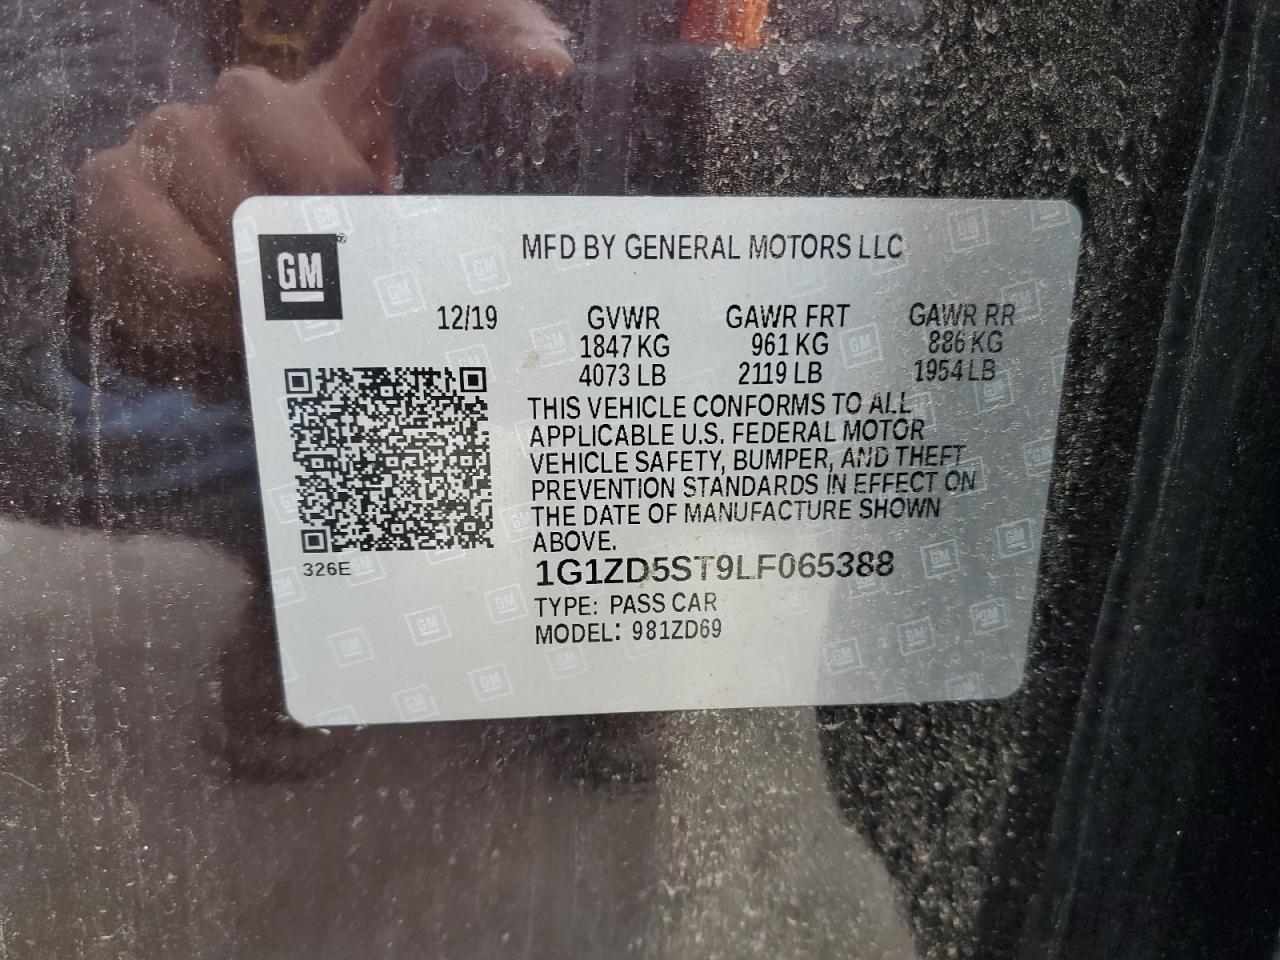 GM
MFD BY GENERAL MOTORS LLC
12/19 GVWR GAWR FRT GAWR RR
1847 KG 961 KG 886 KG
4073 LB 2119 LB 1954 LB
THIS VEHICLE CONFORMS TO ALL
APPLICABLE U.S. FEDERAL MOTOR
VEHICLE SAFETY, BUMPER, AND THEFT
PREVENTION STANDARDS IN EFFECT ON
THE DATE OF MANUFACTURE SHOWN
ABOVE.
326E
1G1ZD5ST9LF065388
TYPE: PASS CAR
MODEL: 981ZD69